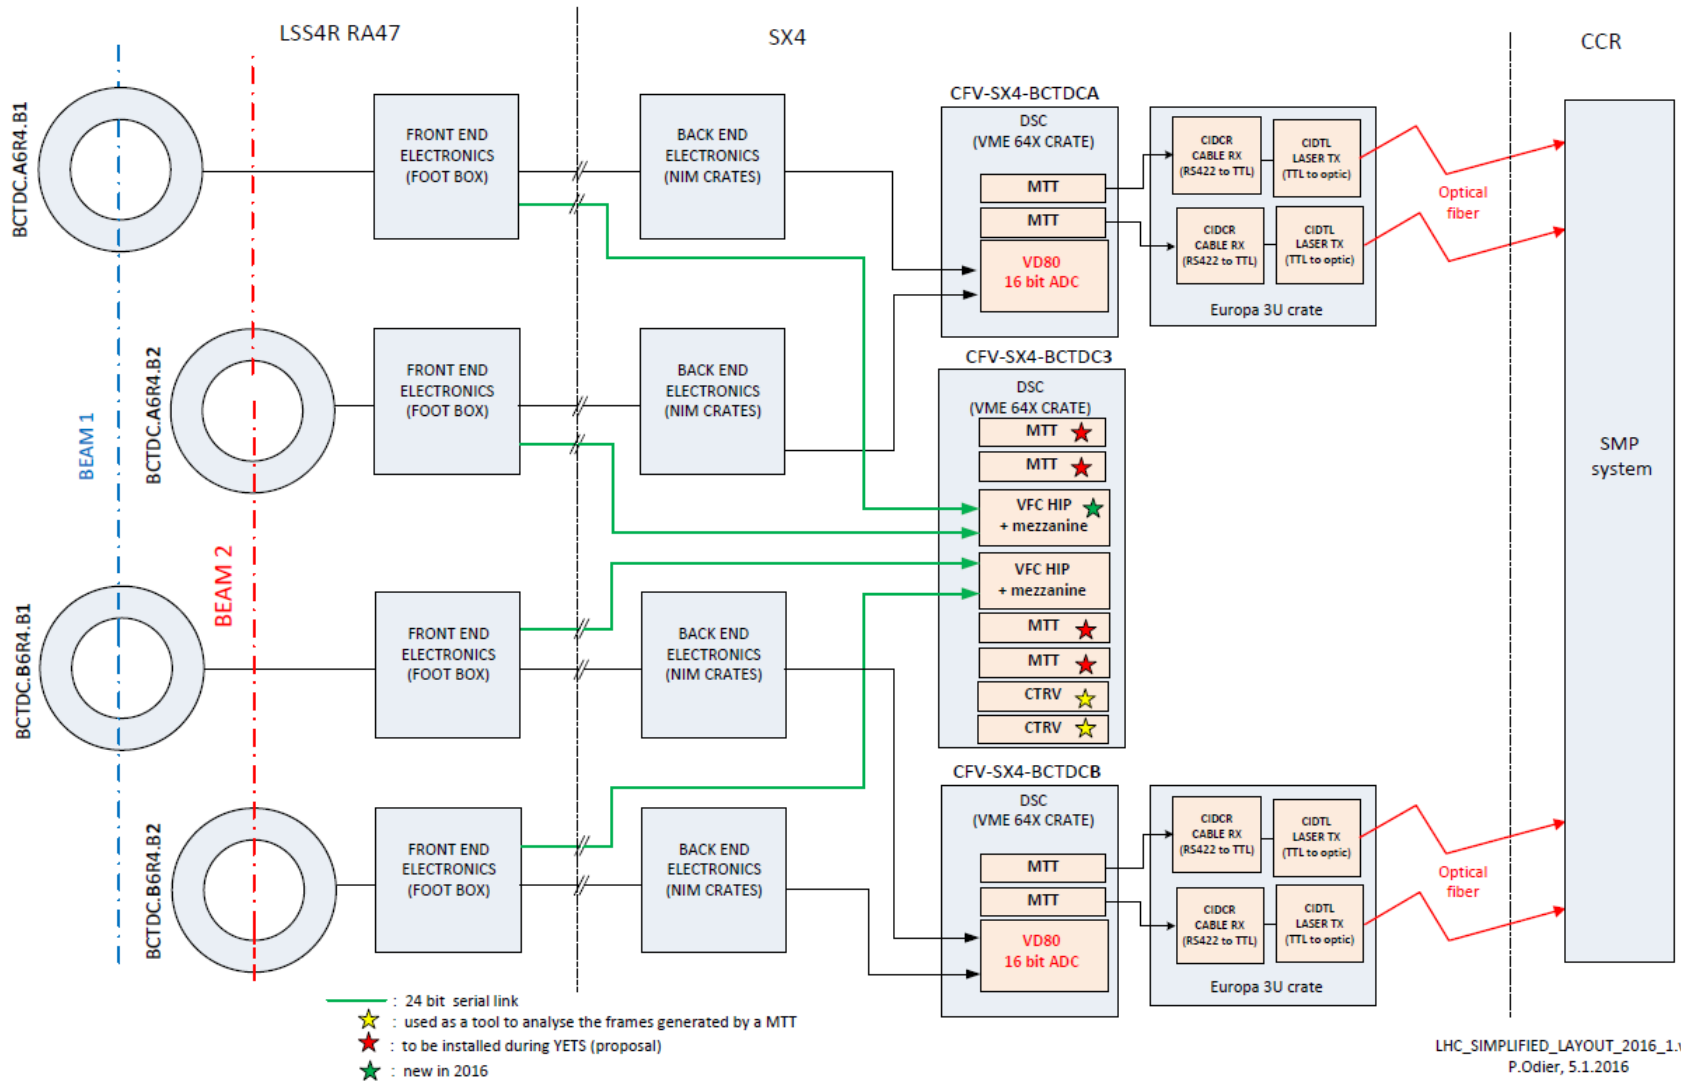 LSS4R RA47
SX4
CCR
BCTDC.A6R4.B1
FRONT END
ELECTRONICS
(FOOT BOX)
BACK END
ELECTRONICS
(NIM CRATES)
CFV-SX4-BCTDCA
DSC
(VME 64X CRATE)
MTT
MTT
VD80
16 bit ADC
CIDCR
CABLE RX
(RS422 to TTL)
CIDTL
LASER TX
(TTL to optic)
CIDCR
CABLE RX
(RS422 to TTL)
CIDTL
LASER TX
(TTL to optic)
Europa 3U crate
Optical
fiber
BCTDC.A6R4.B2
FRONT END
ELECTRONICS
(FOOT BOX)
BACK END
ELECTRONICS
(NIM CRATES)
CFV-SX4-BCTDC3
DSC
(VME 64X CRATE)
MTT
MTT
VFC HIP
+ mezzanine
VFC HIP
+ mezzanine
MTT
MTT
CTRV
CTRV
SMP
system
BEAM 1
BEAM 2
BCTDC.B6R4.B1
FRONT END
ELECTRONICS
(FOOT BOX)
BACK END
ELECTRONICS
(NIM CRATES)
BCTDC.B6R4.B2
FRONT END
ELECTRONICS
(FOOT BOX)
BACK END
ELECTRONICS
(NIM CRATES)
CFV-SX4-BCTDCB
DSC
(VME 64X CRATE)
MTT
MTT
VD80
16 bit ADC
CIDCR
CABLE RX
(RS422 to TTL)
CIDTL
LASER TX
(TTL to optic)
CIDCR
CABLE RX
(RS422 to TTL)
CIDTL
LASER TX
(TTL to optic)
Europa 3U crate
Optical
fiber
: 24 bit serial link
: used as a tool to analyse the frames generated by a MTT
: to be installed during YETS (proposal)
: new in 2016
LHC_SIMPLIFIED_LAYOUT_2016_1.v
P.Odier, 5.1.2016